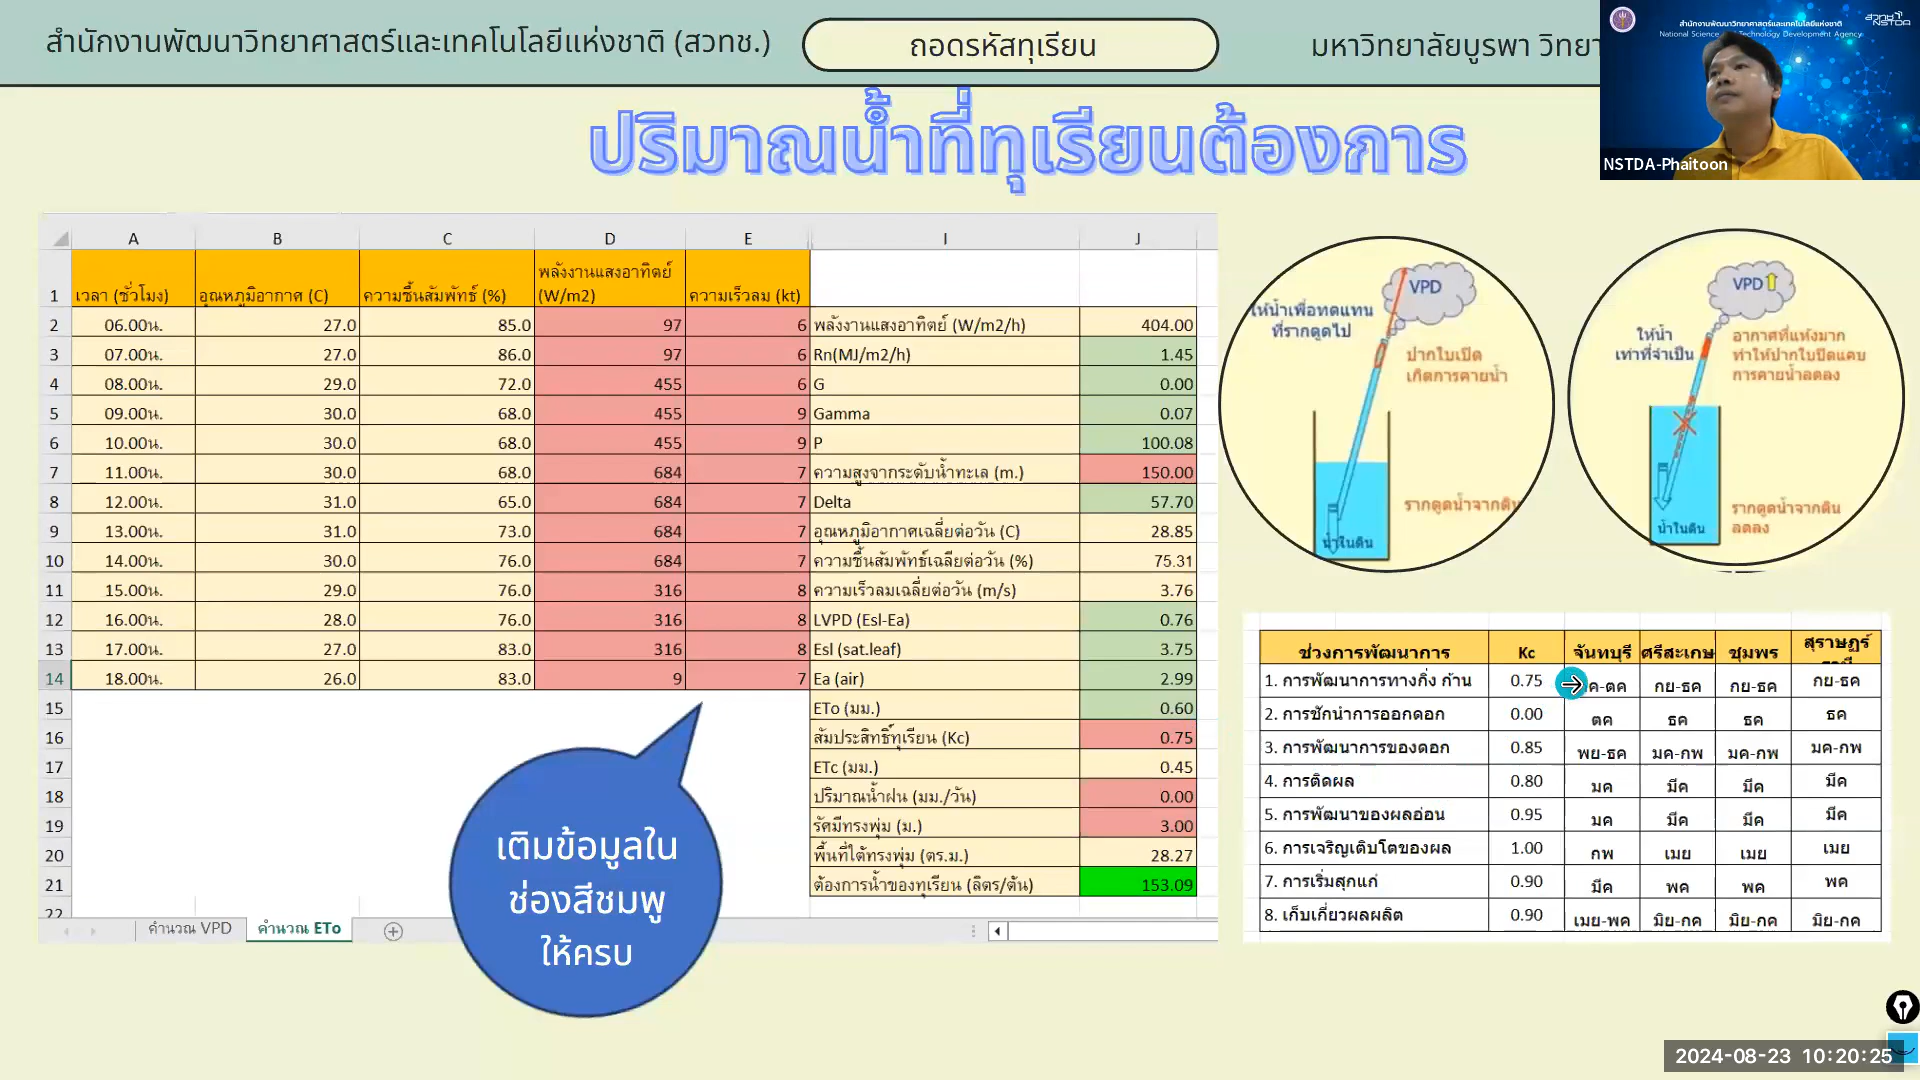 สำนักงานพัฒนาวิทยาศาสตร์และเทคโนโลยีแห่งชาติ (สวทช.)
ถอดรหัสทุเรียน
มหาวิทยาลัยบูรพา วิทยา
สำนักงานพัฒนาวิทยาศาสตร์และเทคโนโลยีแห่งชาติ
National Science and Technology Development Agency
สวทช
NSTDA
NSTDA-Phaitoon
ปริมาณน้ำที่ทุเรียนต้องการ
A B C D E I J
1 เวลา (ชั่วโมง) อุณหภูมิอากาศ (C) ความชื้นสัมพัทธ์ (%) พลังงานแสงอาทิตย์ (W/m2) ความเร็วลม (kt)
2 06.00น. 27.0 85.0 97 6 พลังงานแสงอาทิตย์ (W/m2/h) 404.00
3 07.00น. 27.0 86.0 97 6 Rn(MJ/m2/h) 1.45
4 08.00น. 29.0 72.0 455 6 G 0.00
5 09.00น. 30.0 68.0 455 9 Gamma 0.07
6 10.00น. 30.0 68.0 455 9 P 100.08
7 11.00น. 30.0 68.0 684 7 ความสูงจากระดับน้ำทะเล (m.) 150.00
8 12.00น. 31.0 65.0 684 7 Delta 57.70
9 13.00น. 31.0 73.0 684 7 อุณหภูมิอากาศเฉลี่ยต่อวัน (C) 28.85
10 14.00น. 30.0 76.0 684 7 ความชื้นสัมพัทธ์เฉลี่ยต่อวัน (%) 75.31
11 15.00น. 29.0 76.0 316 8 ความเร็วลมเฉลี่ยต่อวัน (m/s) 3.76
12 16.00น. 28.0 76.0 316 8 LVPD (Esl-Ea) 0.76
13 17.00น. 27.0 83.0 316 8 Esl (sat.leaf) 3.75
14 18.00น. 26.0 83.0 9 7 Ea (air) 2.99
15 ETo (มม.) 0.60
16 สัมประสิทธิ์ทุเรียน (Kc) 0.75
17 ETc (มม.) 0.45
18 ปริมาณน้ำฝน (มม./วัน) 0.00
19 รัศมีทรงพุ่ม (ม.) 3.00
20 พื้นที่ใต้ทรงพุ่ม (ตร.ม.) 28.27
21 ต้องการน้ำของทุเรียน (ลิตร/ต้น) 153.09
22
คำนวณ VPD คำนวณ ETo
เติมข้อมูลใน
ช่องสีชมพู
ให้ครบ
VPD
ให้น้ำเพื่อทดแทน
ที่รากดูดไป
ปากใบเปิด
เกิดการคายน้ำ
รากดูดน้ำจากดิน
น้ำในดิน
VPD
ให้น้ำ
เท่าที่จำเป็น
อากาศที่แห้งมาก
ทำให้ปากใบปิดแคบ
การคายน้ำลดลง
รากดูดน้ำจากดิน
ลดลง
น้ำในดิน
ช่วงการพัฒนาการ Kc จันทบุรี ศรีสะเกษ ชุมพร สุราษฎร์
1. การพัฒนาการทางกิ่ง ก้าน 0.75 ค-ตค กย-ธค กย-ธค กย-ธค
2. การชักนำการออกดอก 0.00 ตค ธค ธค ธค
3. การพัฒนาการของดอก 0.85 พย-ธค มค-กพ มค-กพ มค-กพ
4. การติดผล 0.80 มค มีค มีค มีค
5. การพัฒนาของผลอ่อน 0.95 มค มีค มีค มีค
6. การเจริญเติบโตของผล 1.00 กพ เมย เมย เมย
7. การเริ่มสุกแก่ 0.90 มีค พค พค พค
8. เก็บเกี่ยวผลผลิต 0.90 เมย-พค มิย-กค มิย-กค มิย-กค
2024-08-23 10:20:25